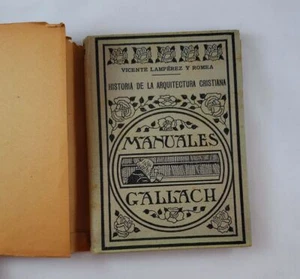 VICENTE LAMPÉREZ Y ROMEA
HISTORIA DE LA ARQUITECTURA CRISTIANA
MANUALES
GALLACH